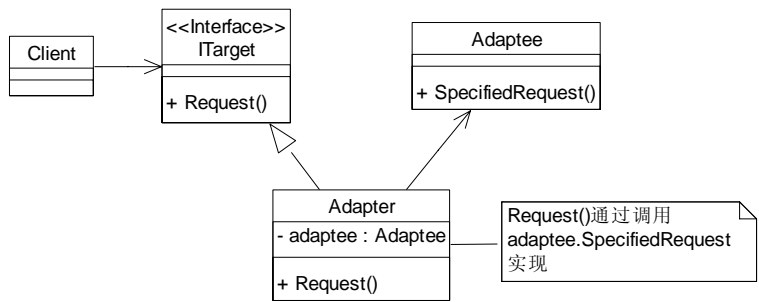 Client
<<Interface>>
ITarget
+ Request()
Adaptee
+ SpecifiedRequest()
Adapter
- adaptee : Adaptee
+ Request()
Request()通过调用
adaptee.SpecifiedRequest
实现